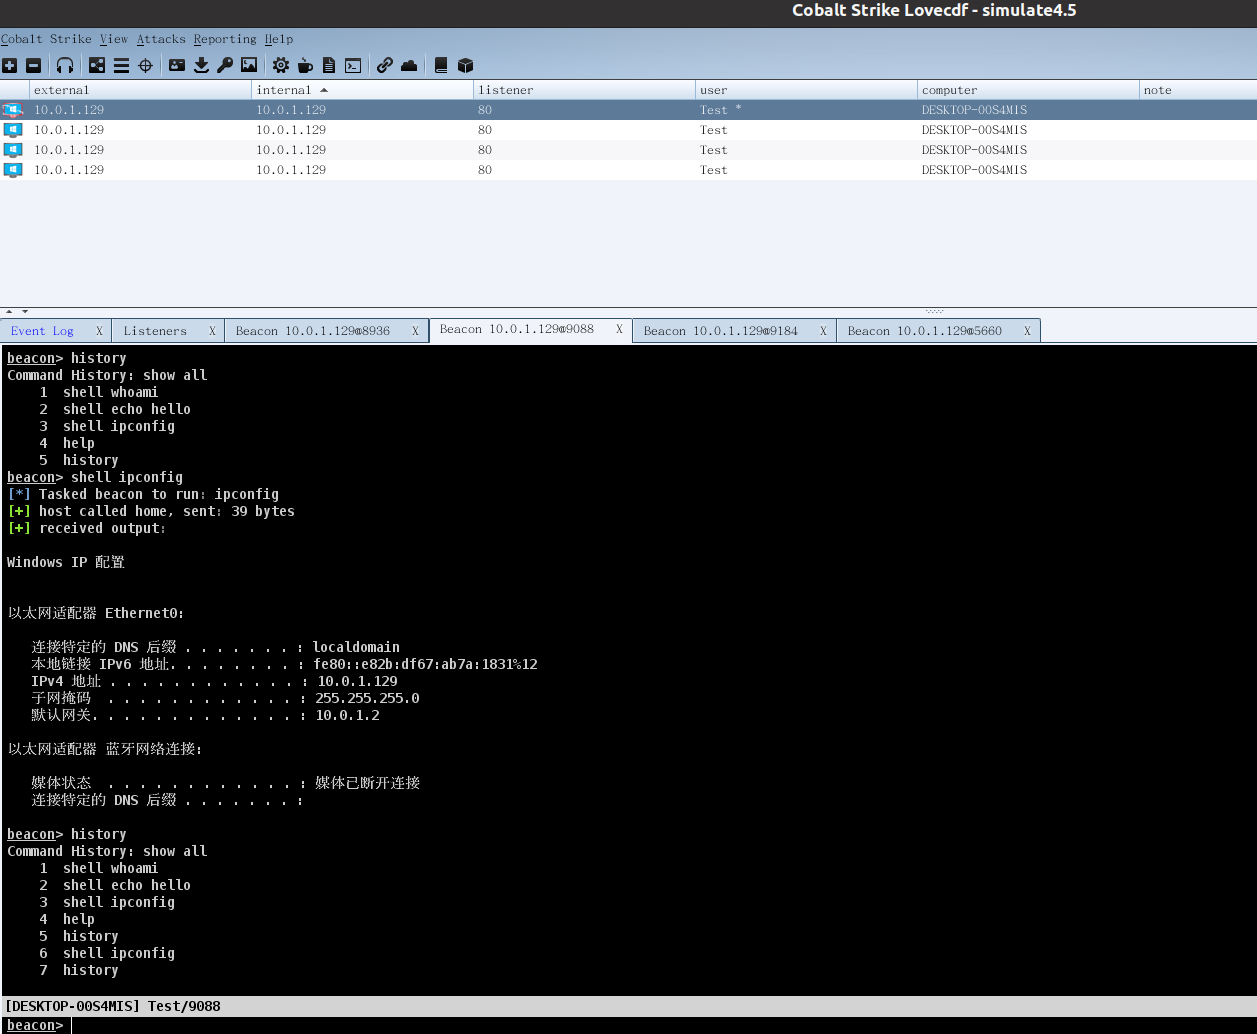 Cobalt Strike Lovecdf - simulate4.5
Cobalt Strike View Attacks Reporting Help
external internal listener user computer note
10.0.1.129 10.0.1.129 80 Test * DESKTOP-00S4MIS
10.0.1.129 10.0.1.129 80 Test DESKTOP-00S4MIS
10.0.1.129 10.0.1.129 80 Test DESKTOP-00S4MIS
10.0.1.129 10.0.1.129 80 Test DESKTOP-00S4MIS
Event Log X Listeners X Beacon 10.0.1.129@8936 X Beacon 10.0.1.129@9088 X Beacon 10.0.1.129@9184 X Beacon 10.0.1.129@5660 X
beacon> history
Command History: show all
1 shell whoami
2 shell echo hello
3 shell ipconfig
4 help
5 history
beacon> shell ipconfig
[*] Tasked beacon to run: ipconfig
[+] host called home, sent: 39 bytes
[+] received output:
Windows IP 配置
以太网适配器 Ethernet0:
连接特定的 DNS 后缀 . . . . . . . : localdomain
本地链接 IPv6 地址. . . . . . . . : fe80::e82b:df67:ab7a:1831%12
IPv4 地址 . . . . . . . . . . . . : 10.0.1.129
子网掩码  . . . . . . . . . . . . : 255.255.255.0
默认网关. . . . . . . . . . . . . : 10.0.1.2
以太网适配器 蓝牙网络连接:
媒体状态  . . . . . . . . . . . . : 媒体已断开连接
连接特定的 DNS 后缀 . . . . . . . :
beacon> history
Command History: show all
1 shell whoami
2 shell echo hello
3 shell ipconfig
4 help
5 history
6 shell ipconfig
7 history
[DESKTOP-00S4MIS] Test/9088
beacon>